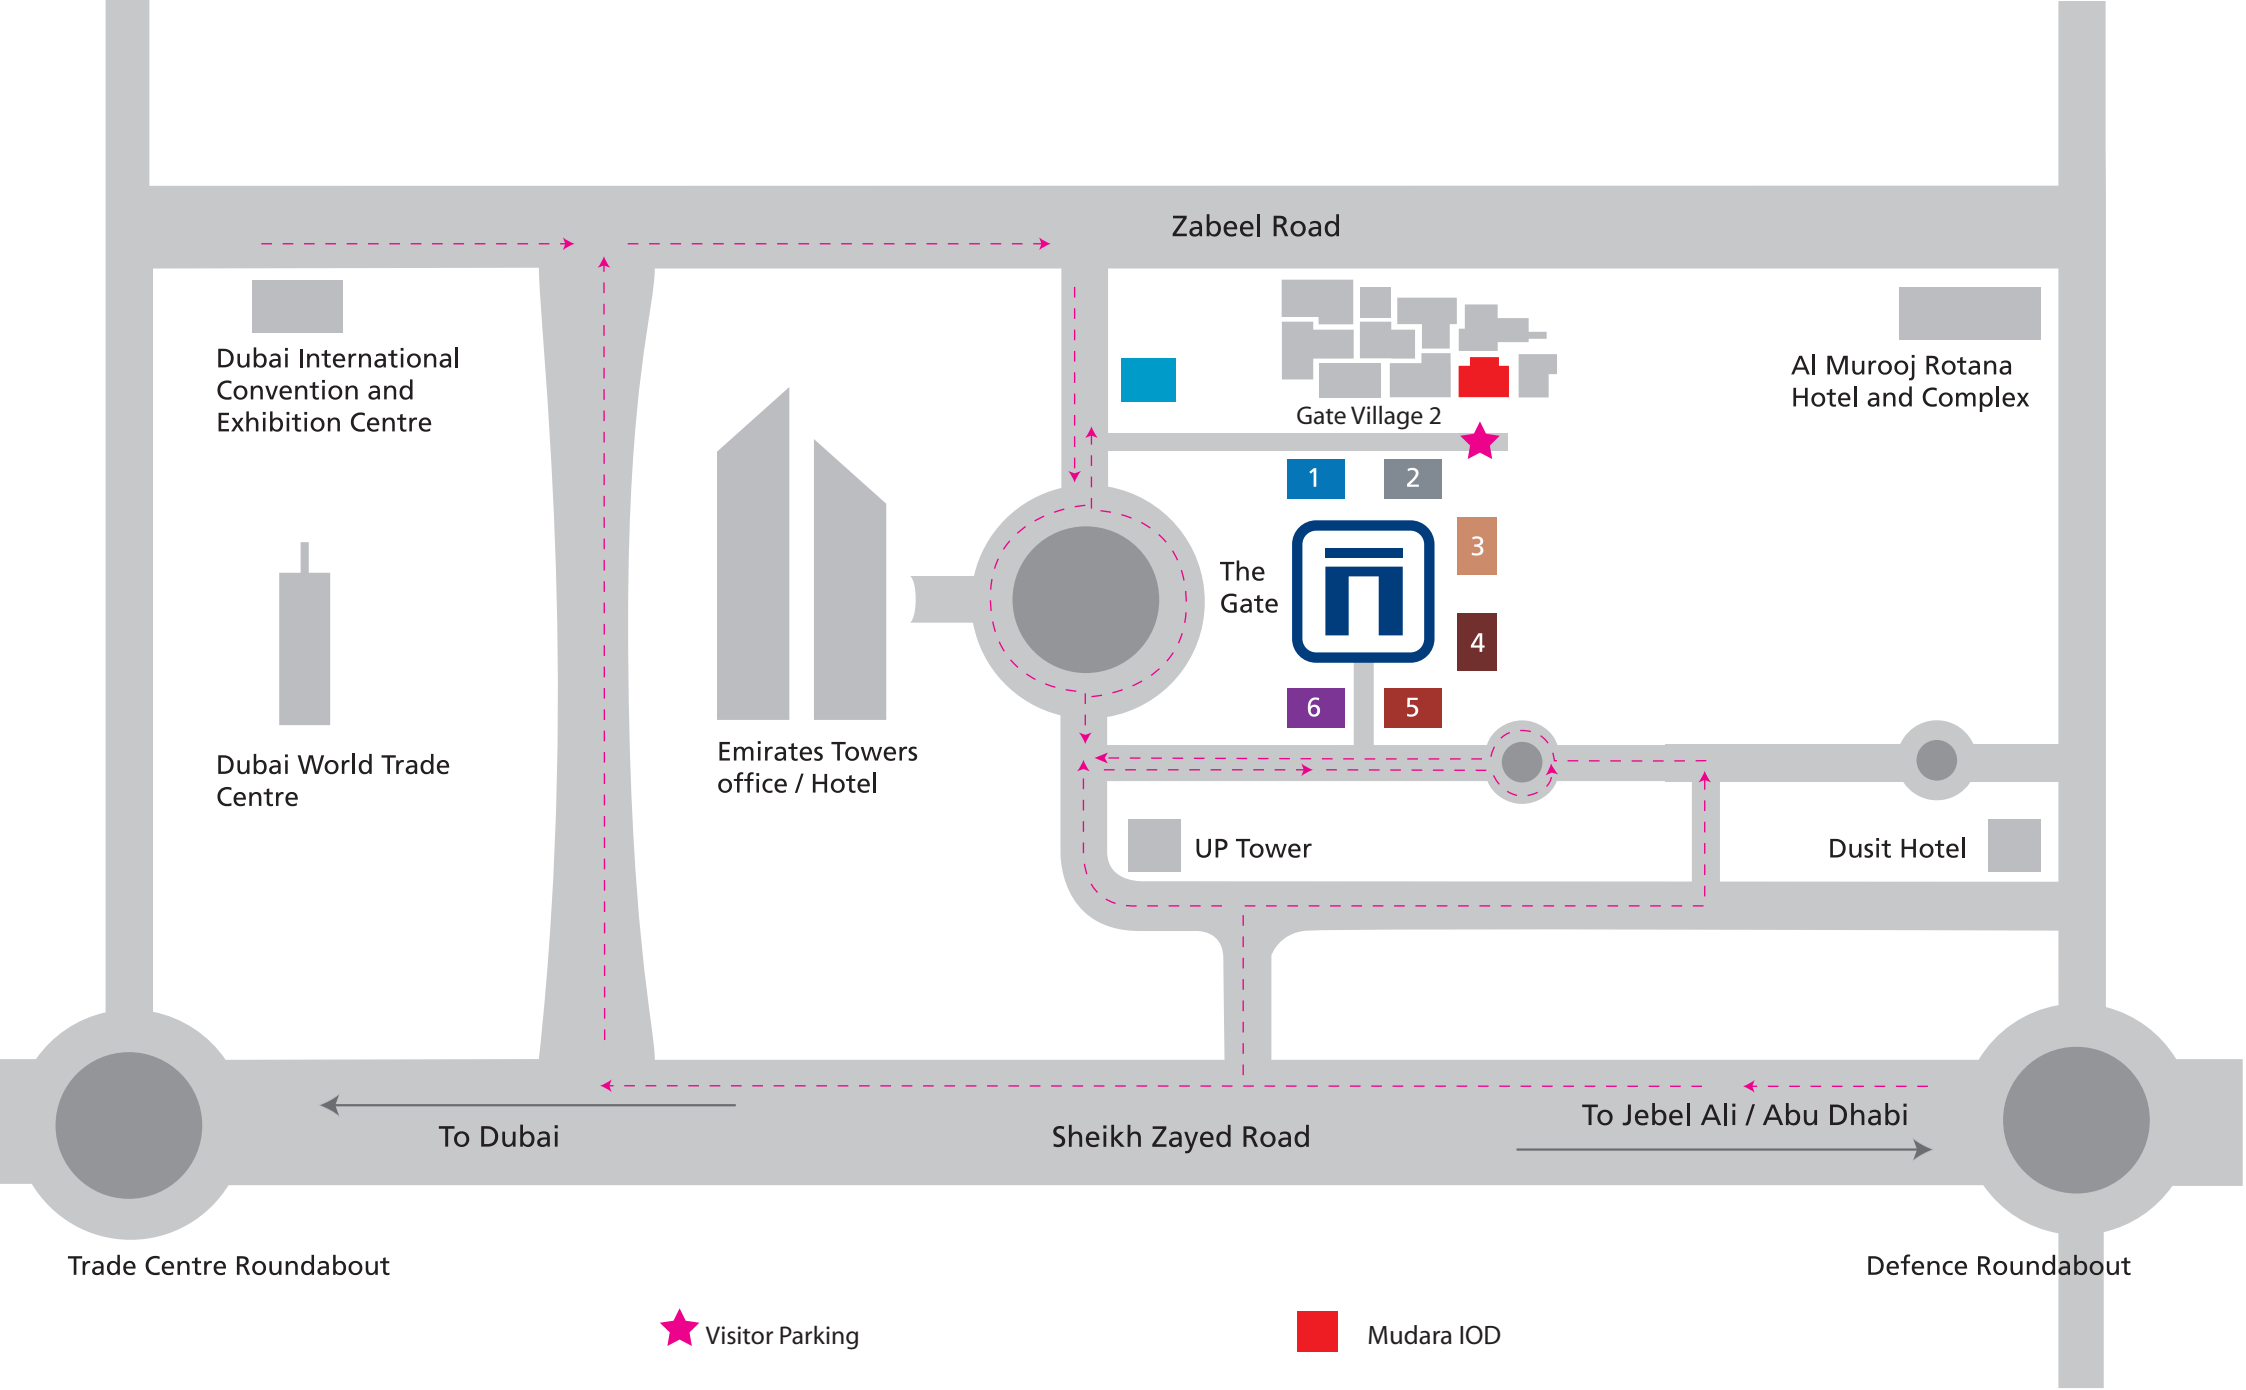 Zabeel Road
Dubai International
Convention and
Exhibition Centre
Al Murooj Rotana
Hotel and Complex
Gate Village 2
1
2
3
The
Gate
4
6
5
Dubai World Trade
Centre
Emirates Towers
office / Hotel
UP Tower
Dusit Hotel
To Dubai
Sheikh Zayed Road
To Jebel Ali / Abu Dhabi
Trade Centre Roundabout
Defence Roundabout
Visitor Parking
Mudara IOD